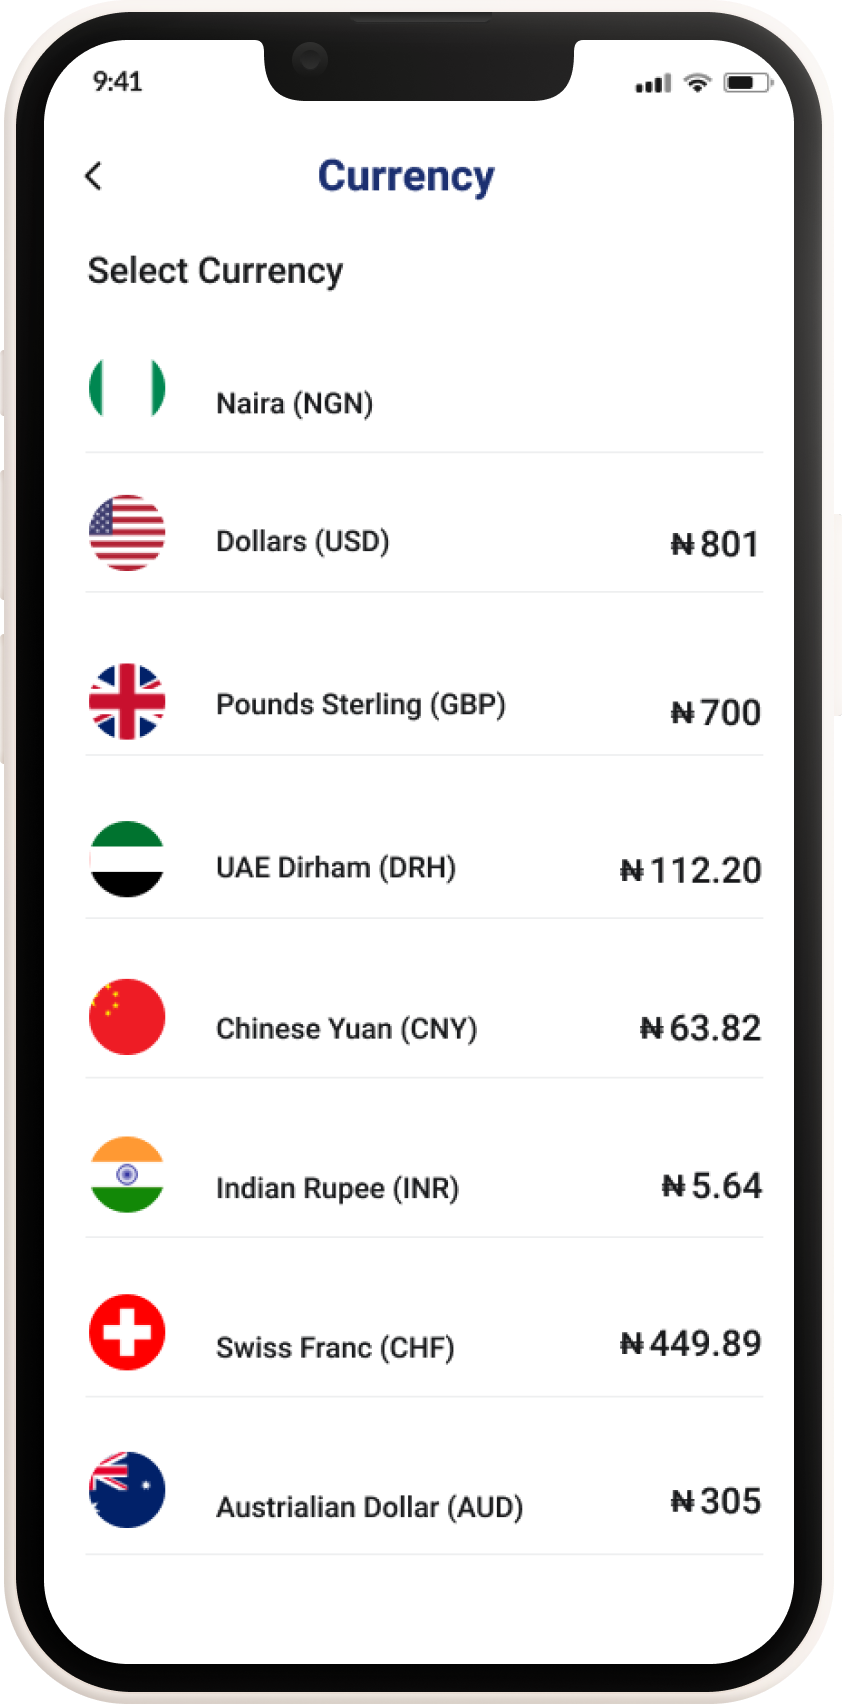 9:41
Currency
Select Currency
Naira (NGN)
Dollars (USD) ₦801
Pounds Sterling (GBP) ₦700
UAE Dirham (DRH) ₦112.20
Chinese Yuan (CNY) ₦63.82
Indian Rupee (INR) ₦5.64
Swiss Franc (CHF) ₦449.89
Austrialian Dollar (AUD) ₦305